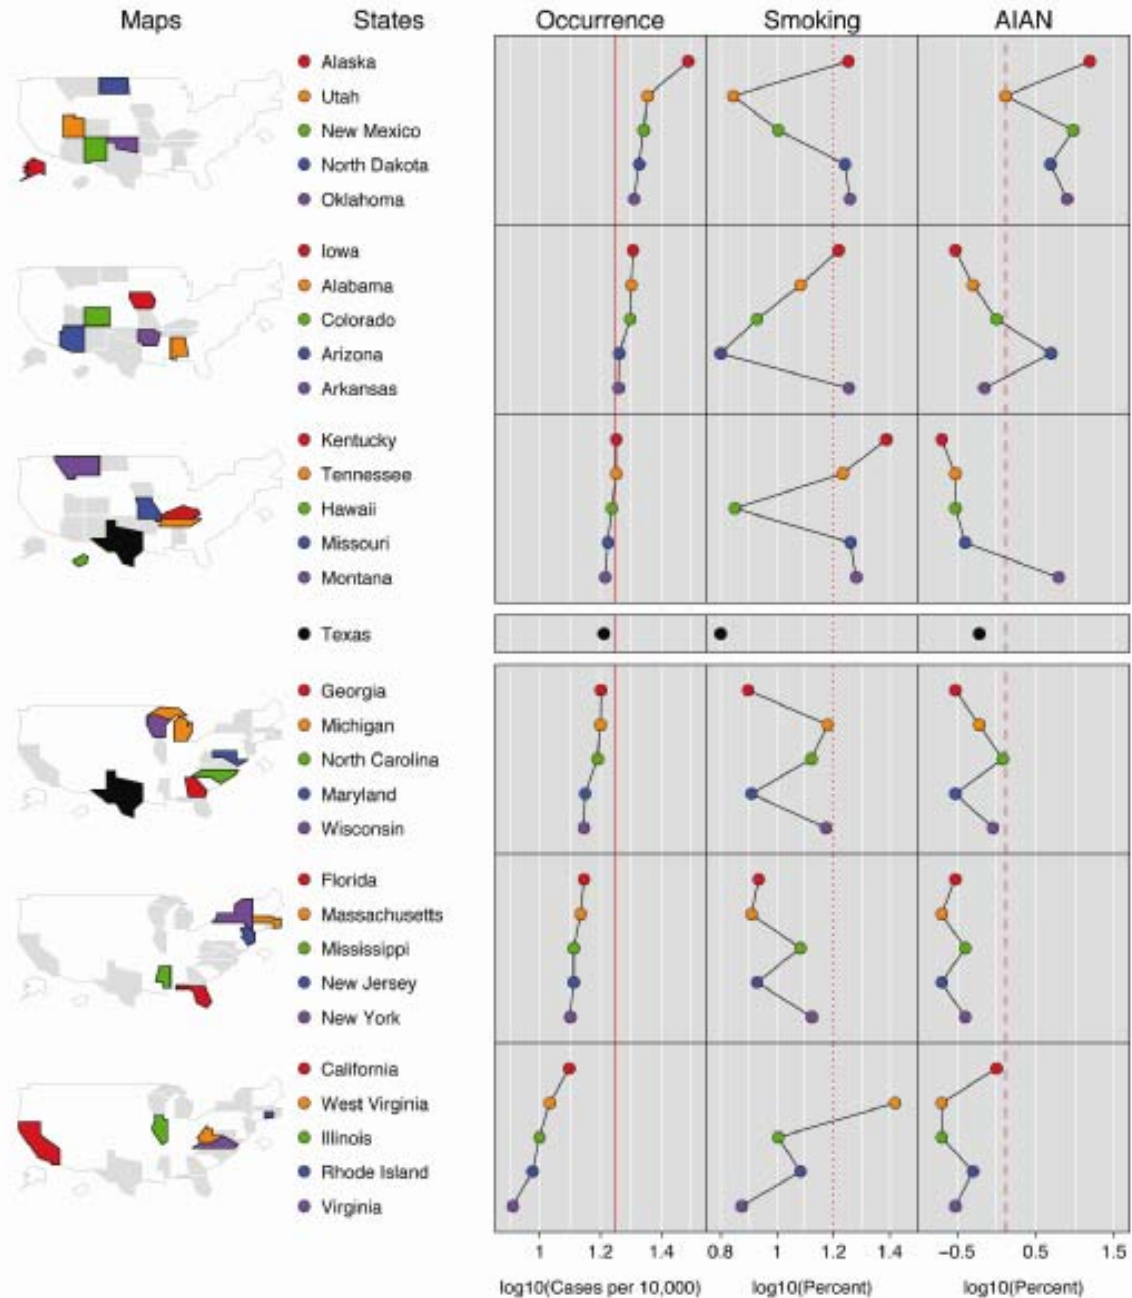 Maps States Occurrence Smoking AIAN
Alaska
Utah
New Mexico
North Dakota
Oklahoma
Iowa
Alabama
Colorado
Arizona
Arkansas
Kentucky
Tennessee
Hawaii
Missouri
Montana
Texas
Georgia
Michigan
North Carolina
Maryland
Wisconsin
Florida
Massachusetts
Mississippi
New Jersey
New York
California
West Virginia
Illinois
Rhode Island
Virginia
1 1.2 1.4 0.8 1 1.2 1.4 −0.5 0.5 1.5
log10(Cases per 10,000) log10(Percent) log10(Percent)